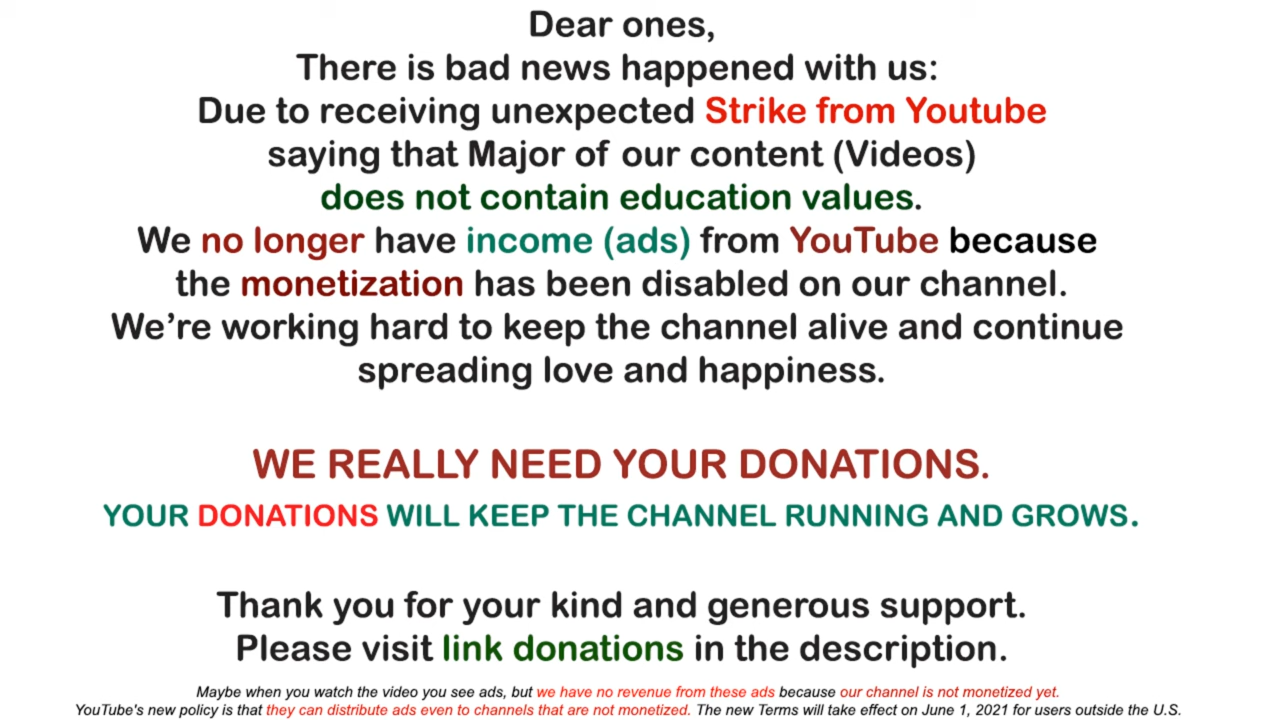 Dear ones,
There is bad news happened with us:
Due to receiving unexpected Strike from Youtube
saying that Major of our content (Videos)
does not contain education values.
We no longer have income (ads) from YouTube because
the monetization has been disabled on our channel.
We’re working hard to keep the channel alive and continue
spreading love and happiness.
WE REALLY NEED YOUR DONATIONS.
YOUR DONATIONS WILL KEEP THE CHANNEL RUNNING AND GROWS.
Thank you for your kind and generous support.
Please visit link donations in the description.
Maybe when you watch the video you see ads, but we have no revenue from these ads because our channel is not monetized yet.
YouTube's new policy is that they can distribute ads even to channels that are not monetized. The new Terms will take effect on June 1, 2021 for users outside the U.S.